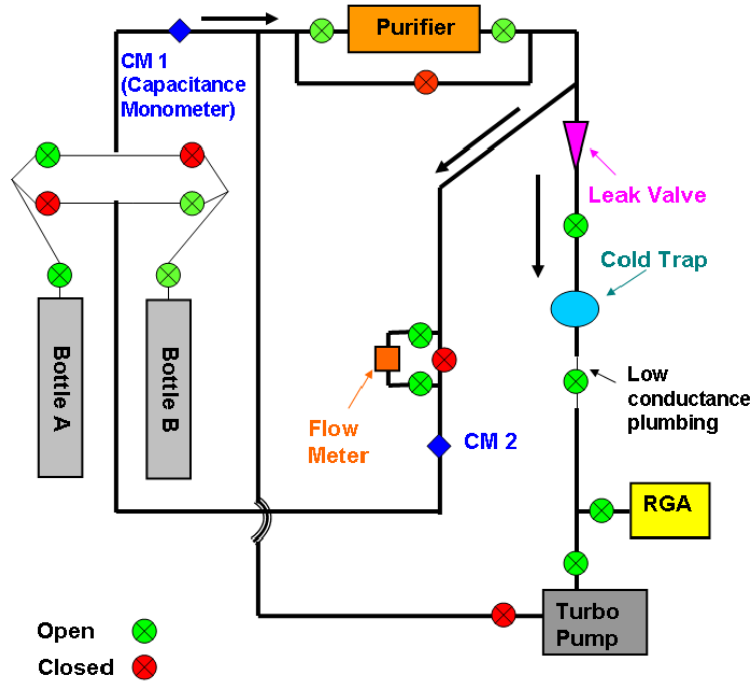 Purifier
CM 1
(Capacitance
Monometer)
Leak Valve
Cold Trap
Bottle A
Bottle B
Low
conductance
plumbing
Flow
Meter
CM 2
RGA
Turbo
Pump
Open
Closed